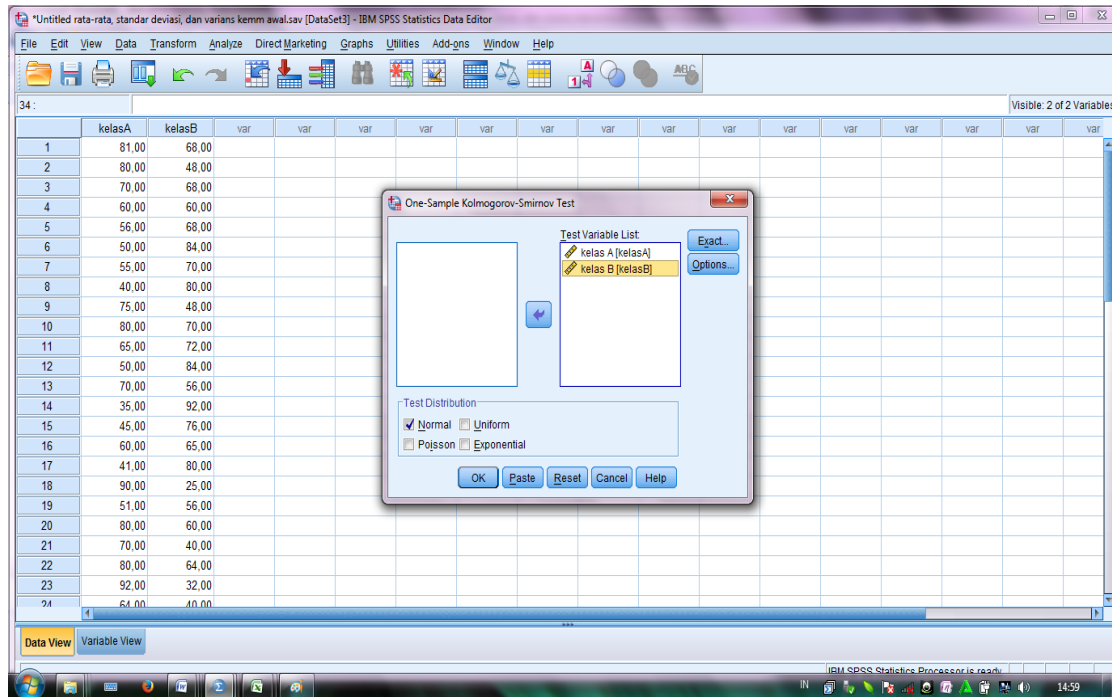 *Untitled rata-rata, standar deviasi, dan varians kemm awal.sav [DataSet3] - IBM SPSS Statistics Data Editor
File Edit View Data Transform Analyze Direct Marketing Graphs Utilities Add-ons Window Help
34 :
Visible: 2 of 2 Variables
kelasA kelasB var var var var var var var var var var var var var var var
1 81,00 68,00
2 80,00 48,00
3 70,00 68,00
4 60,00 60,00
5 56,00 68,00
6 50,00 84,00
7 55,00 70,00
8 40,00 80,00
9 75,00 48,00
10 80,00 70,00
11 65,00 72,00
12 50,00 84,00
13 70,00 56,00
14 35,00 92,00
15 45,00 76,00
16 60,00 65,00
17 41,00 80,00
18 90,00 25,00
19 51,00 56,00
20 80,00 60,00
21 70,00 40,00
22 80,00 64,00
23 92,00 32,00
24 64,00 40,00
One-Sample Kolmogorov-Smirnov Test
Test Variable List:
kelas A [kelasA]
kelas B [kelasB]
Exact...
Options...
Test Distribution
Normal Uniform
Poisson Exponential
OK Paste Reset Cancel Help
Data View Variable View
IBM SPSS Statistics Processor is ready
IN 14:59